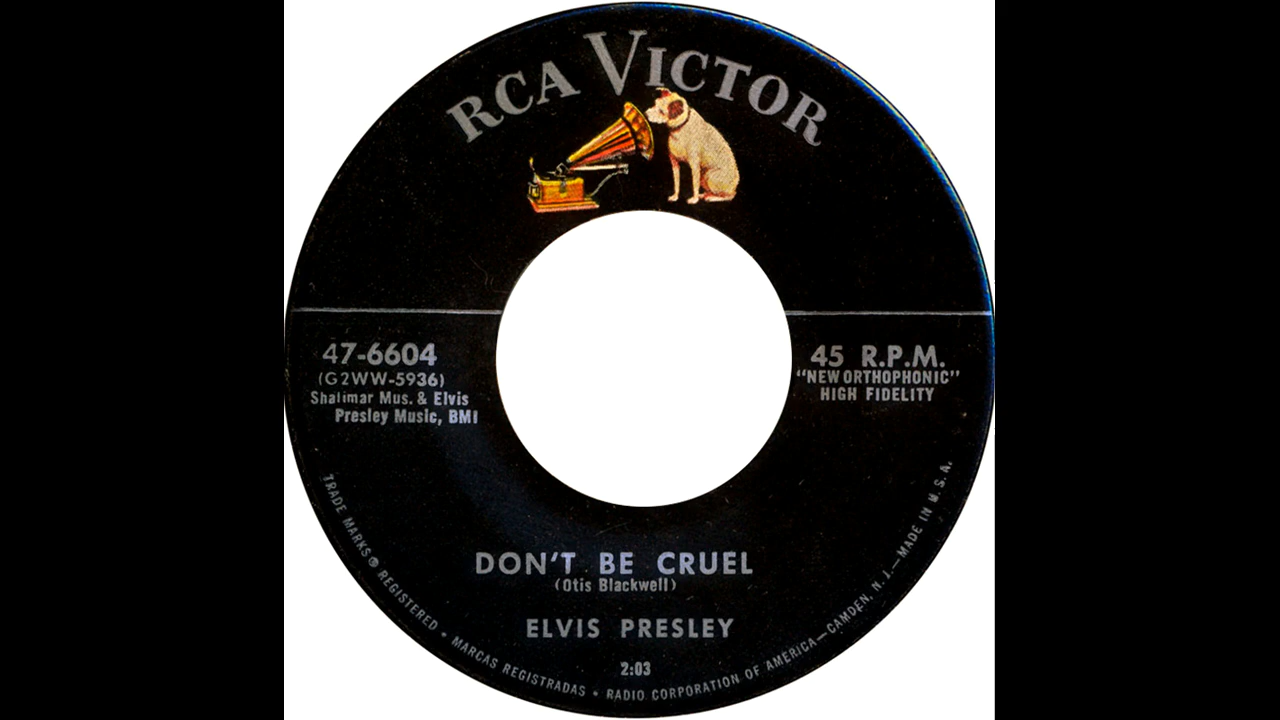 RCA VICTOR
47-6604
(G2WW-5936)
Shalimar Mus. & Elvis
Presley Music, BMI
45 R.P.M.
"NEW ORTHOPHONIC"
HIGH FIDELITY
DON'T BE CRUEL
(Otis Blackwell)
ELVIS PRESLEY
2:03
TRADE MARKS ® REGISTERED • MARCAS REGISTRADAS • RADIO CORPORATION OF AMERICA—CAMDEN, N. J.—MADE IN U.S.A.